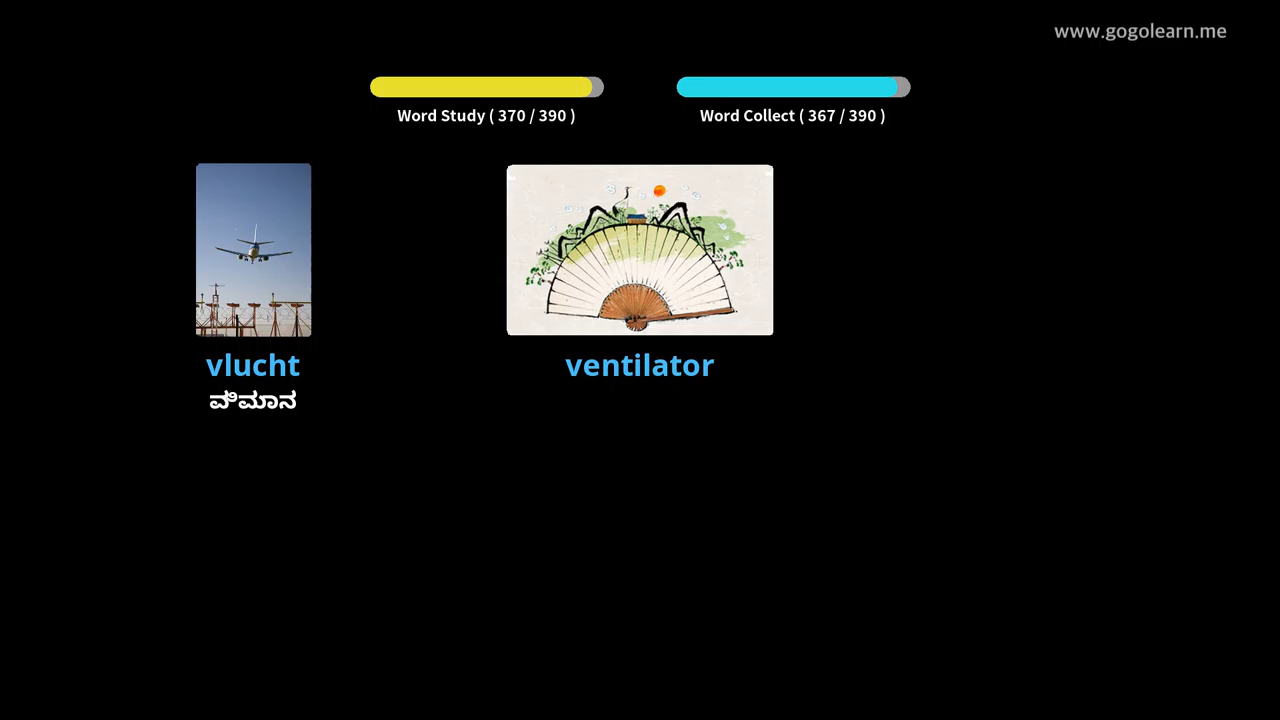 www.gogolearn.me
Word Study ( 370 / 390 )
Word Collect ( 367 / 390 )
vlucht
ventilator
ವಿಮಾನ